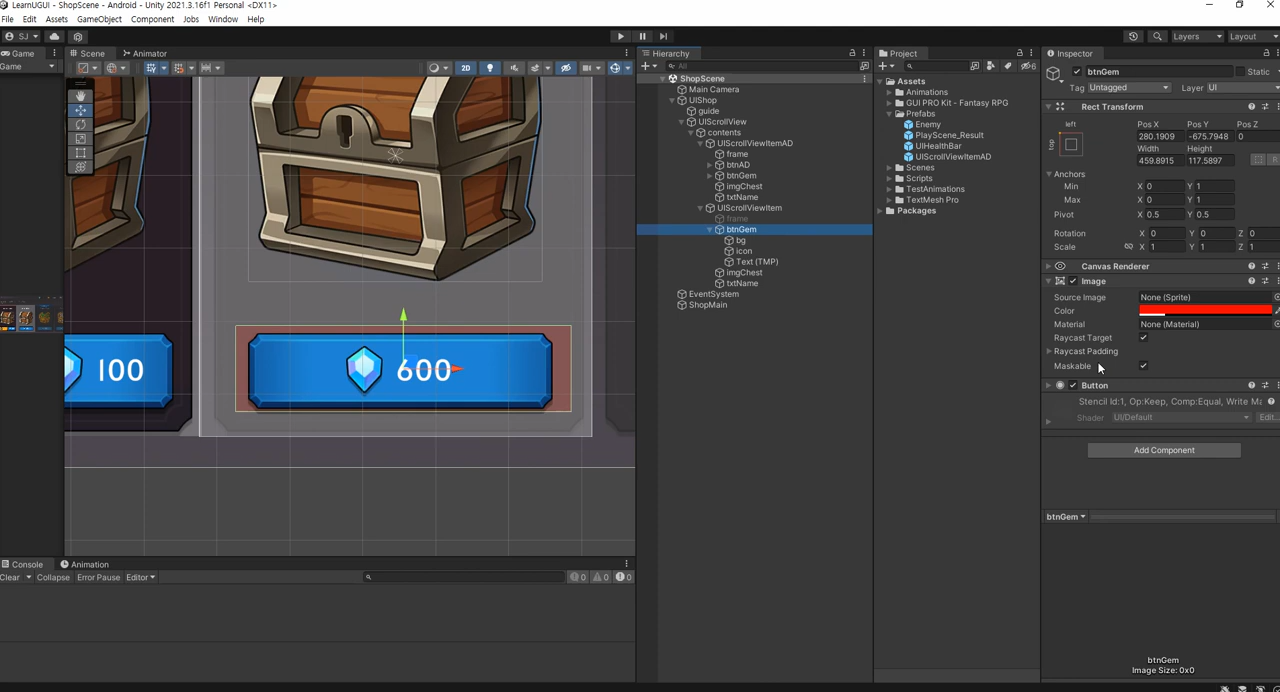 LearnUGUI - ShopScene - Android - Unity 2021.3.16f1 Personal <DX11>
File Edit Assets GameObject Component Jobs Window Help
SJ
Layers
Layout
Game
Scene
Animator
Game
2D
100
600
Console
Animation
Clear
Collapse
Error Pause
Editor
0
0
0
Hierarchy
All
ShopScene
Main Camera
UIShop
guide
UIScrollView
contents
UIScrollViewItemAD
frame
btnAD
btnGem
imgChest
txtName
UIScrollViewItem
frame
btnGem
bg
icon
Text (TMP)
imgChest
txtName
EventSystem
ShopMain
Project
6
Assets
Animations
GUI PRO Kit - Fantasy RPG
Prefabs
Enemy
PlayScene_Result
UIHealthBar
UIScrollViewItemAD
Scenes
Scripts
TestAnimations
TextMesh Pro
Packages
Inspector
btnGem
Static
Tag Untagged Layer UI
Rect Transform
left
top
Pos X Pos Y Pos Z
280.1909 -675.7948 0
Width Height
459.8915 117.5897
R
Anchors
Min X 0 Y 1
Max X 0 Y 1
Pivot X 0.5 Y 0.5
Rotation X 0 Y 0 Z 0
Scale X 1 Y 1 Z 1
Canvas Renderer
Image
Source Image None (Sprite)
Color
Material None (Material)
Raycast Target
Raycast Padding
Maskable
Button
Stencil Id:1, Op:Keep, Comp:Equal, Write Ma
Shader UI/Default Edit...
Add Component
btnGem
btnGem
Image Size: 0x0